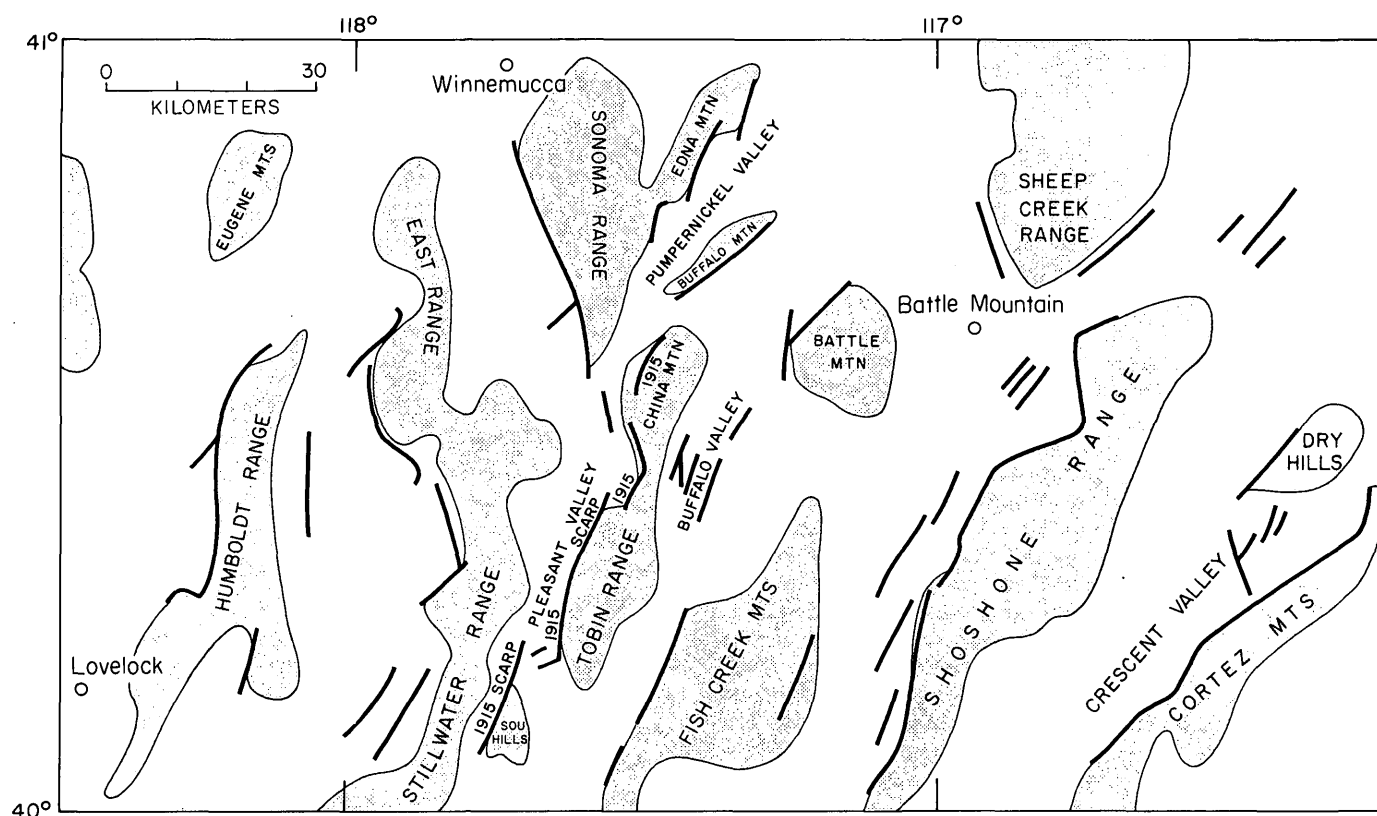 118°
117°
41°
0 30
KILOMETERS
Winnemucca
EUGENE MTS
SONOMA RANGE
EDNA MTN
PUMPERNICKEL VALLEY
BUFFALO MTN
SHEEP
CREEK
RANGE
EAST RANGE
Battle Mountain
BATTLE
MTN
1915
CHINA MTN
HUMBOLDT RANGE
BUFFALO VALLEY
1915
DRY
HILLS
PLEASANT VALLEY
1915 SCARP
TOBIN RANGE
SHOSHONE RANGE
CRESCENT VALLEY
CORTEZ MTS
FISH CREEK MTS
Lovelock
STILLWATER RANGE
1915 SCARP
SOU
HILLS
40°